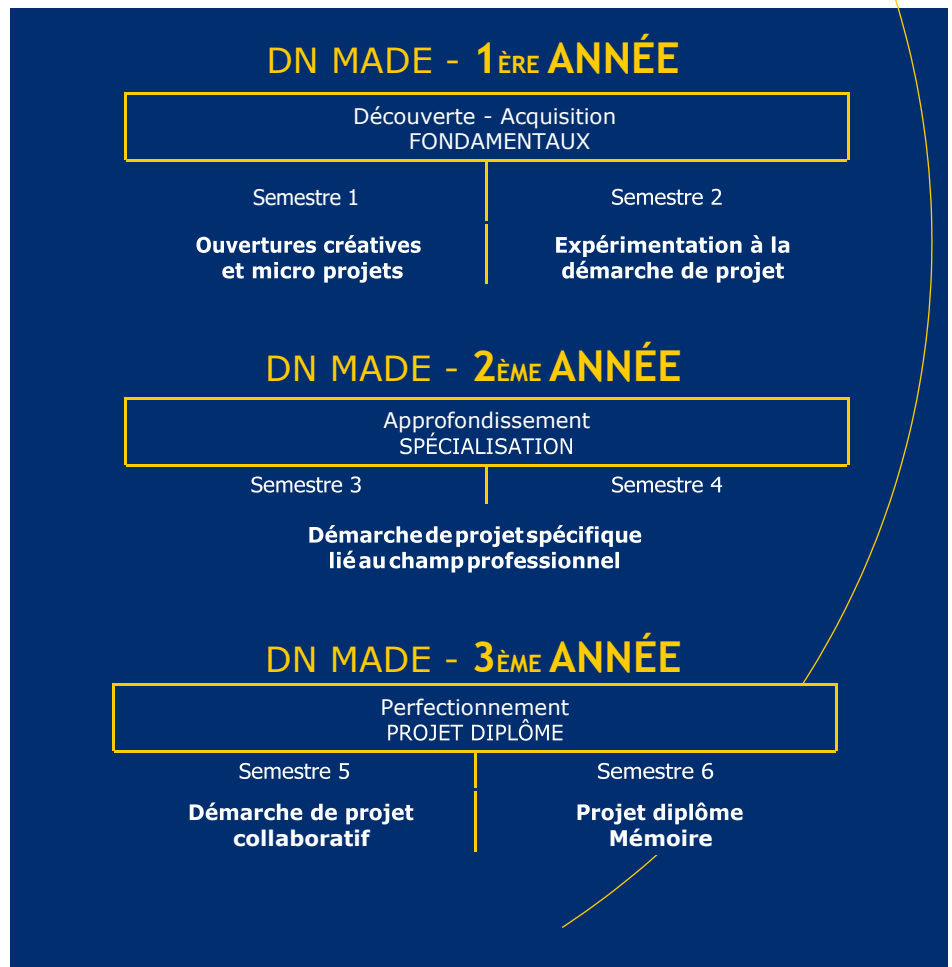 DN MADE - 1ÈRE ANNÉE
Découverte - Acquisition
FONDAMENTAUX
Semestre 1
Semestre 2
Ouvertures créatives
et micro projets
Expérimentation à la
démarche de projet
DN MADE - 2ÈME ANNÉE
Approfondissement
SPÉCIALISATION
Semestre 3
Semestre 4
Démarche de projet spécifique
lié au champ professionnel
DN MADE - 3ÈME ANNÉE
Perfectionnement
PROJET DIPLÔME
Semestre 5
Semestre 6
Démarche de projet
collaboratif
Projet diplôme
Mémoire